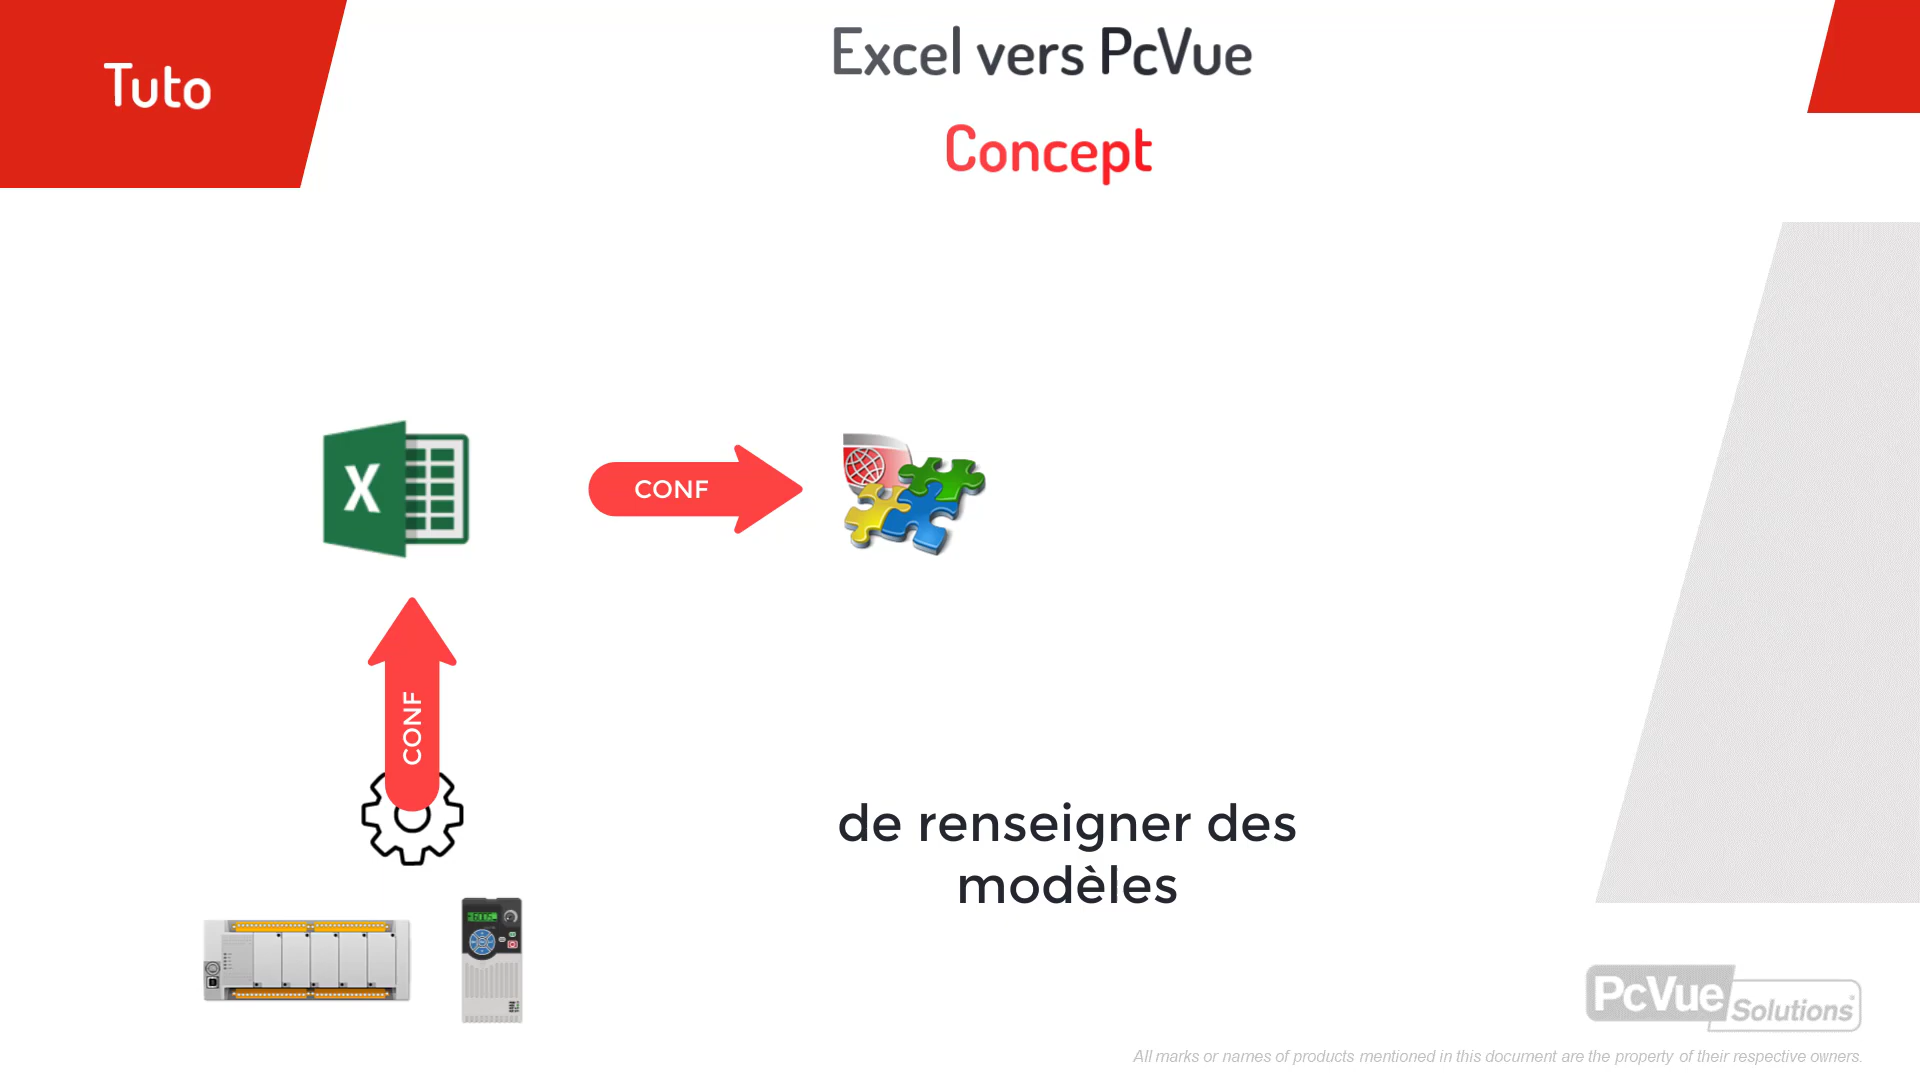 Tuto
Excel vers PcVue
Concept
X
CONF
CONF
de renseigner des
modèles
PcVue
Solutions
All marks or names of products mentioned in this document are the property of their respective owners.